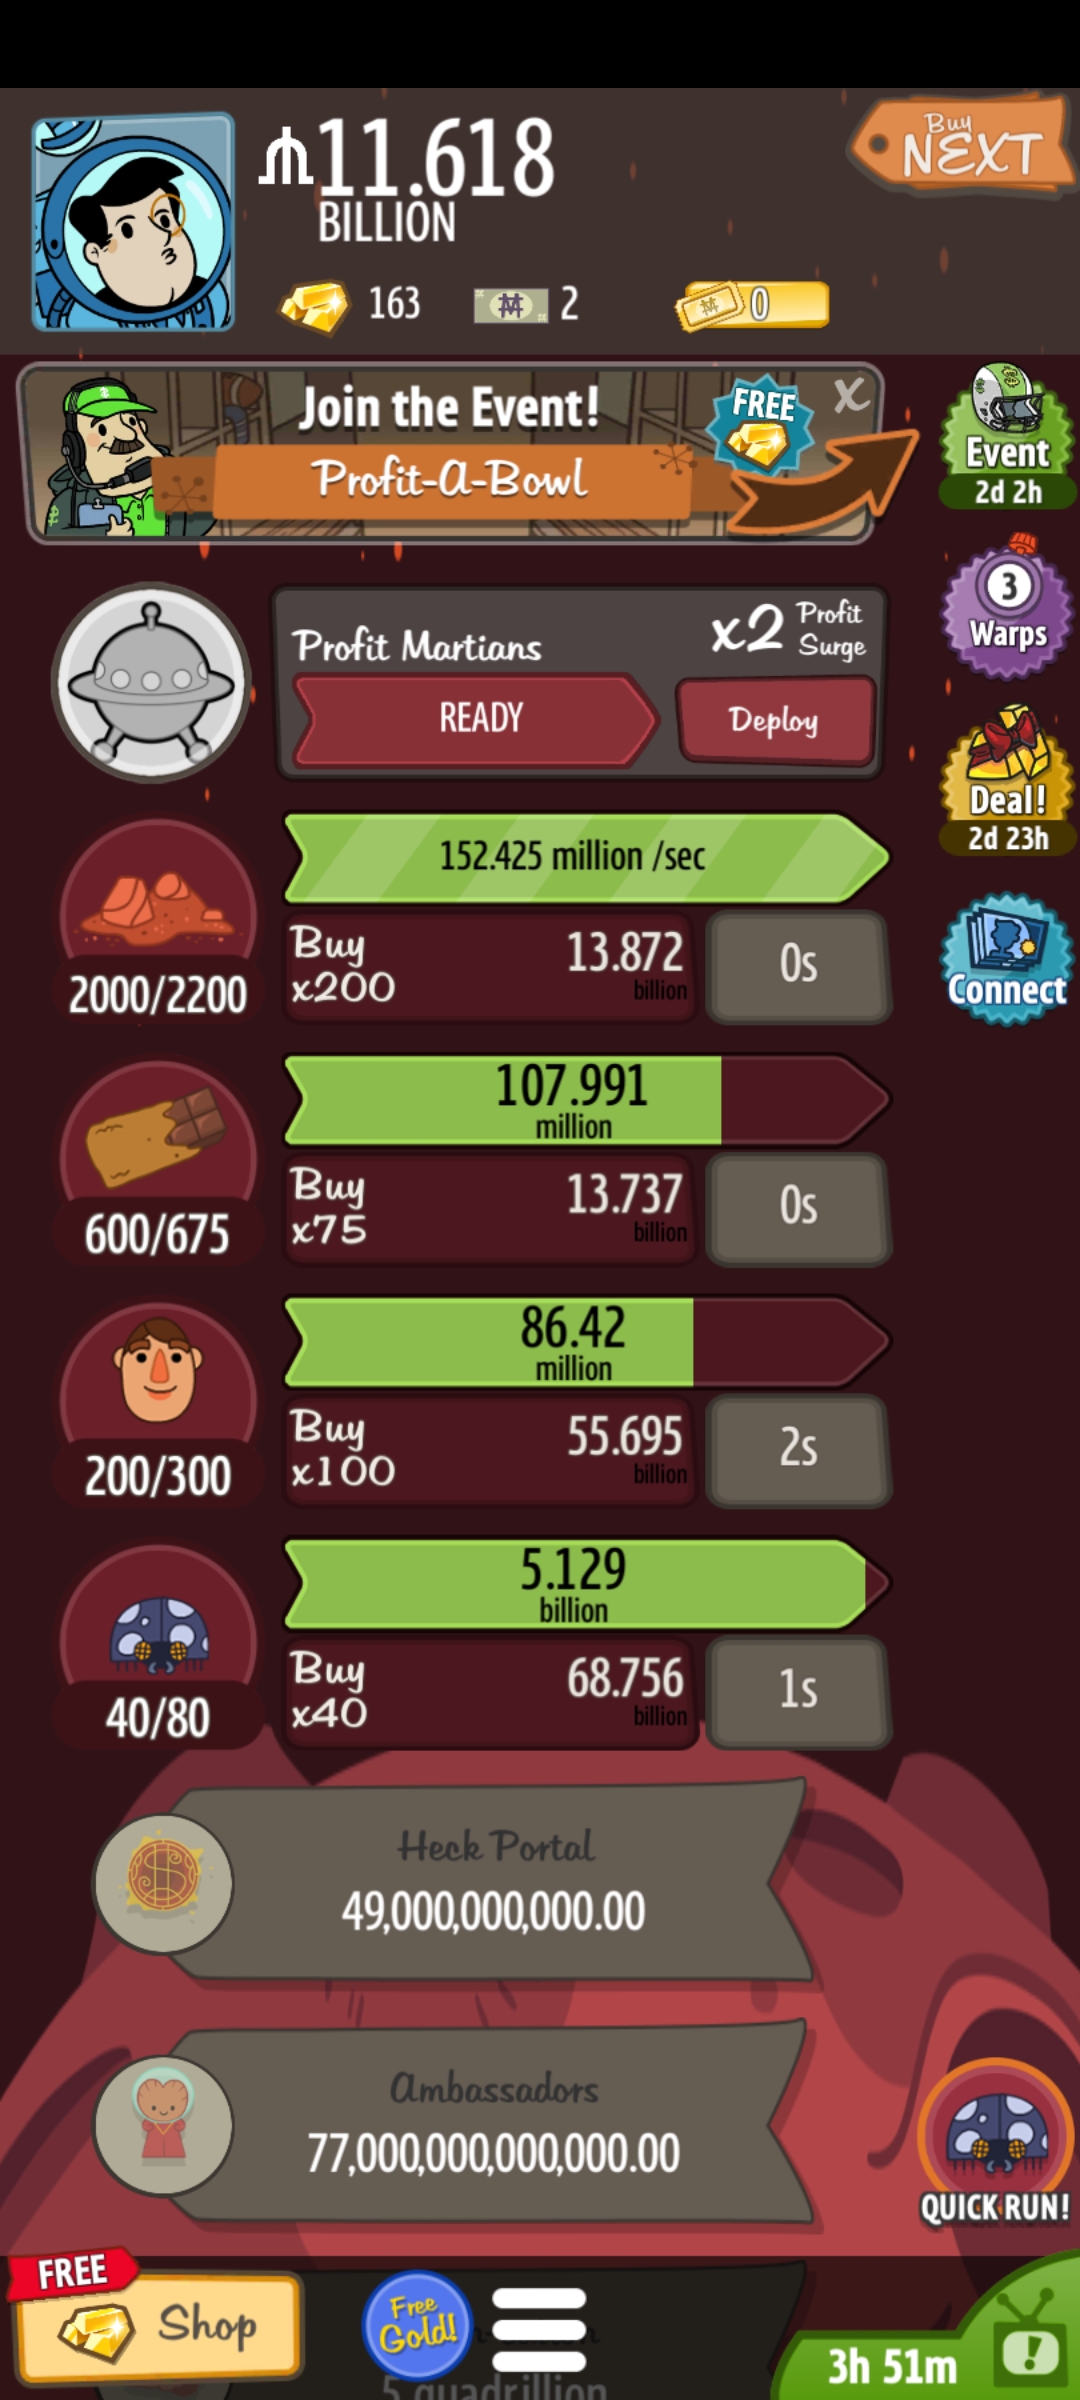 11.618
BILLION
Buy
NEXT
163
2
0
Join the Event!
FREE
X
Profit-A-Bowl
Event
2d 2h
3
Warps
Profit Martians
x2 Profit Surge
READY
Deploy
Deal!
2d 23h
152.425 million /sec
Buy
x200
13.872
billion
0s
2000/2200
Connect
107.991
million
Buy
x75
13.737
billion
0s
600/675
86.42
million
Buy
x100
55.695
billion
2s
200/300
5.129
billion
Buy
x40
68.756
billion
1s
40/80
Heck Portal
49,000,000,000.00
Ambassadors
77,000,000,000,000.00
QUICK RUN!
FREE
Shop
Free
Gold!
3h 51m
5 quadrillion